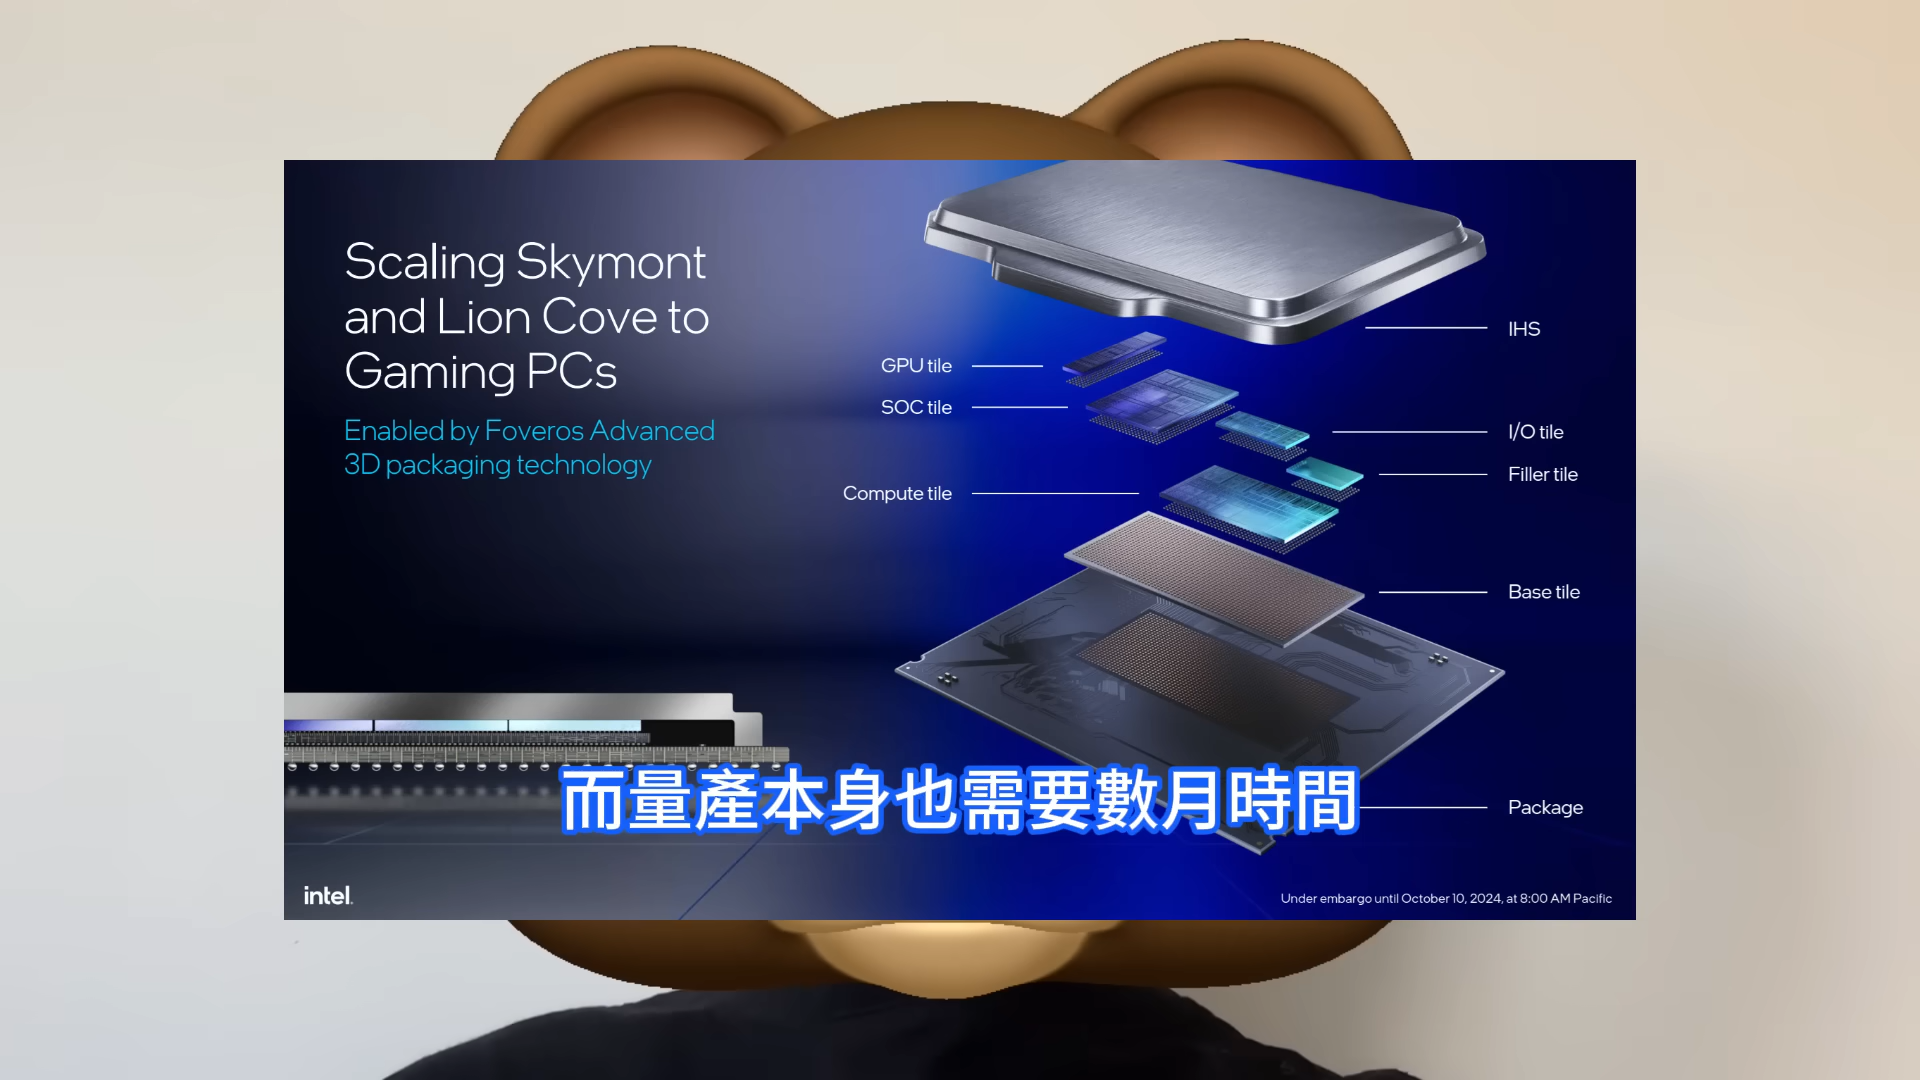 Scaling Skymont
and Lion Cove to
Gaming PCs
Enabled by Foveros Advanced
3D packaging technology
IHS
GPU tile
SOC tile
I/O tile
Filler tile
Compute tile
Base tile
Package
而量產本身也需要數月時間
intel.
Under embargo until October 10, 2024, at 8:00 AM Pacific